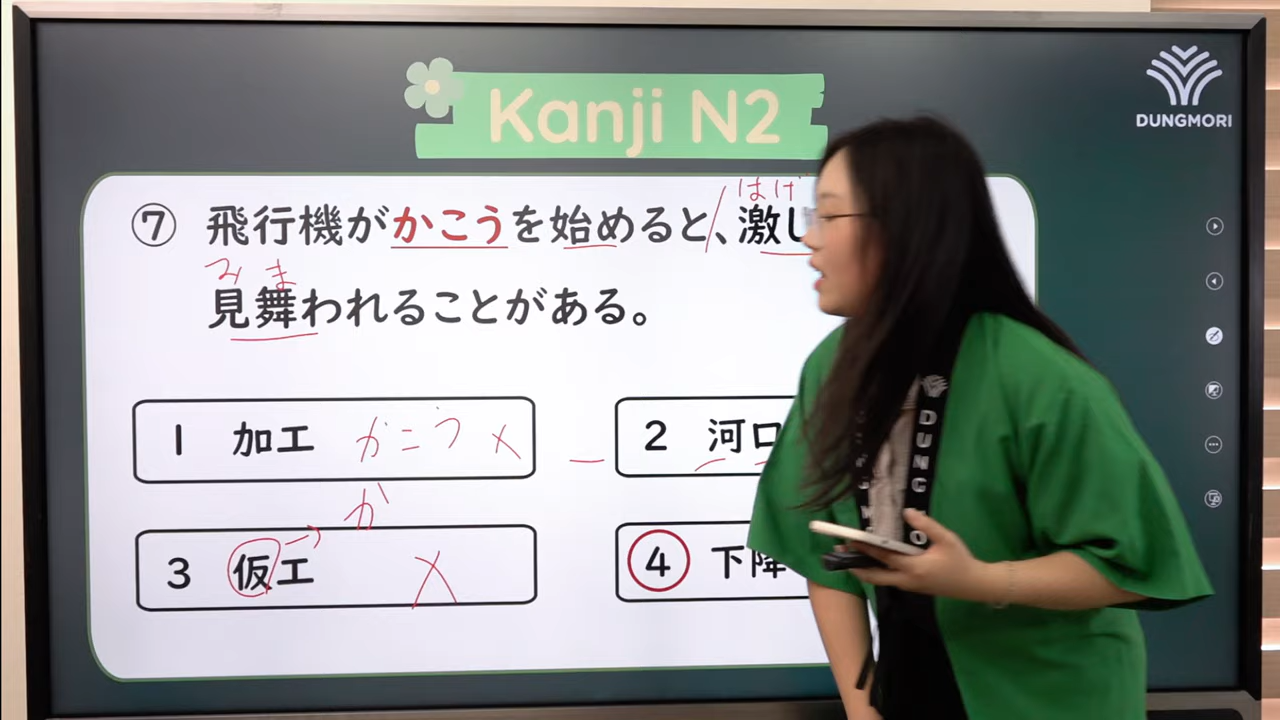 Kanji N2
DUNGMORI
はげ
⑦ 飛行機がかこうを始めると、激し
みま
見舞われることがある。
1 加工 かこう ×
2 河口
か
3 仮工 ×
4 下降
DUNG